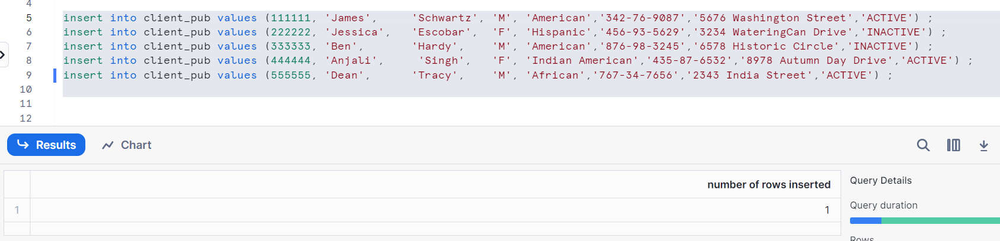 4
5 insert into client_pub values (111111, 'James', 'Schwartz', 'M', 'American','342-76-9087','5676 Washington Street','ACTIVE') ;
6 insert into client_pub values (222222, 'Jessica', 'Escobar', 'F', 'Hispanic','456-93-5629','3234 WateringCan Drive','INACTIVE') ;
7 insert into client_pub values (333333, 'Ben', 'Hardy', 'M', 'American','876-98-3245','6578 Historic Circle','INACTIVE') ;
8 insert into client_pub values (444444, 'Anjali', 'Singh', 'F', 'Indian American','435-87-6532','8978 Autumn Day Drive','ACTIVE') ;
9 insert into client_pub values (555555, 'Dean', 'Tracy', 'M', 'African','767-34-7656','2343 India Street','ACTIVE') ;
10
11
12
Results Chart
number of rows inserted
1 1
Query Details
Query duration
Rows